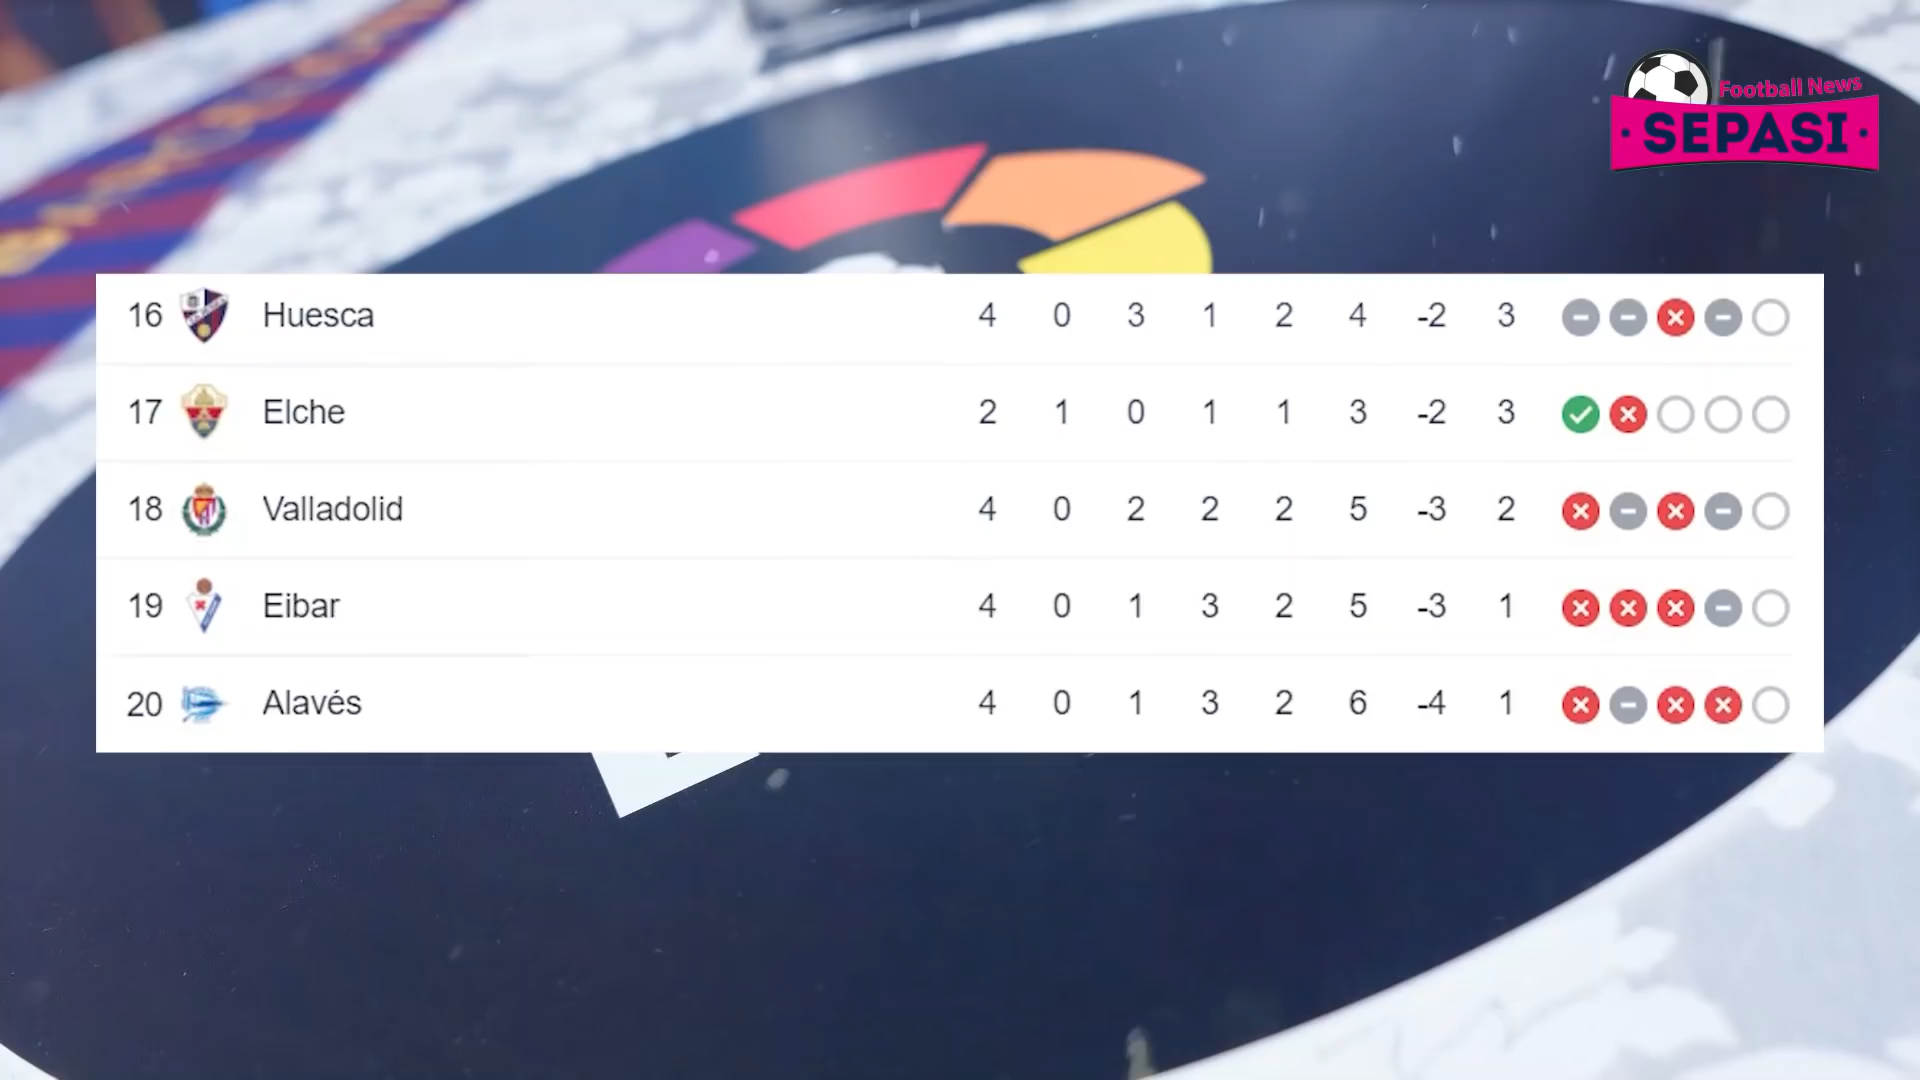 Football News
SEPASI
16 Huesca 4 0 3 1 2 4 -2 3
17 Elche 2 1 0 1 1 3 -2 3
18 Valladolid 4 0 2 2 2 5 -3 2
19 Eibar 4 0 1 3 2 5 -3 1
20 Alavés 4 0 1 3 2 6 -4 1